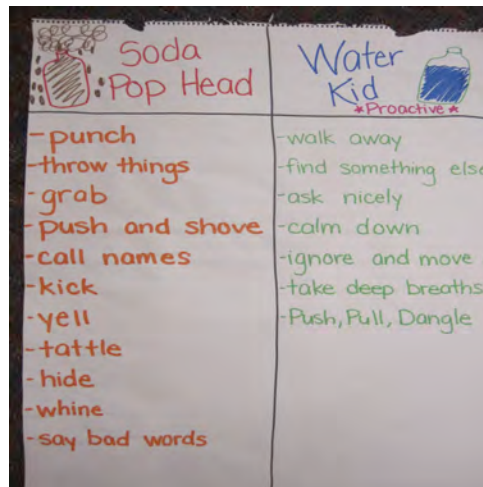 Soda
Pop Head
-punch
-throw things
-grab
-push and shove
-call names
-kick
-yell
-tattle
-hide
-whine
-say bad words
Water
Kid
*Proactive*
-walk away
-find something else
-ask nicely
-calm down
-ignore and move
-take deep breaths
-Push, Pull, Dangle